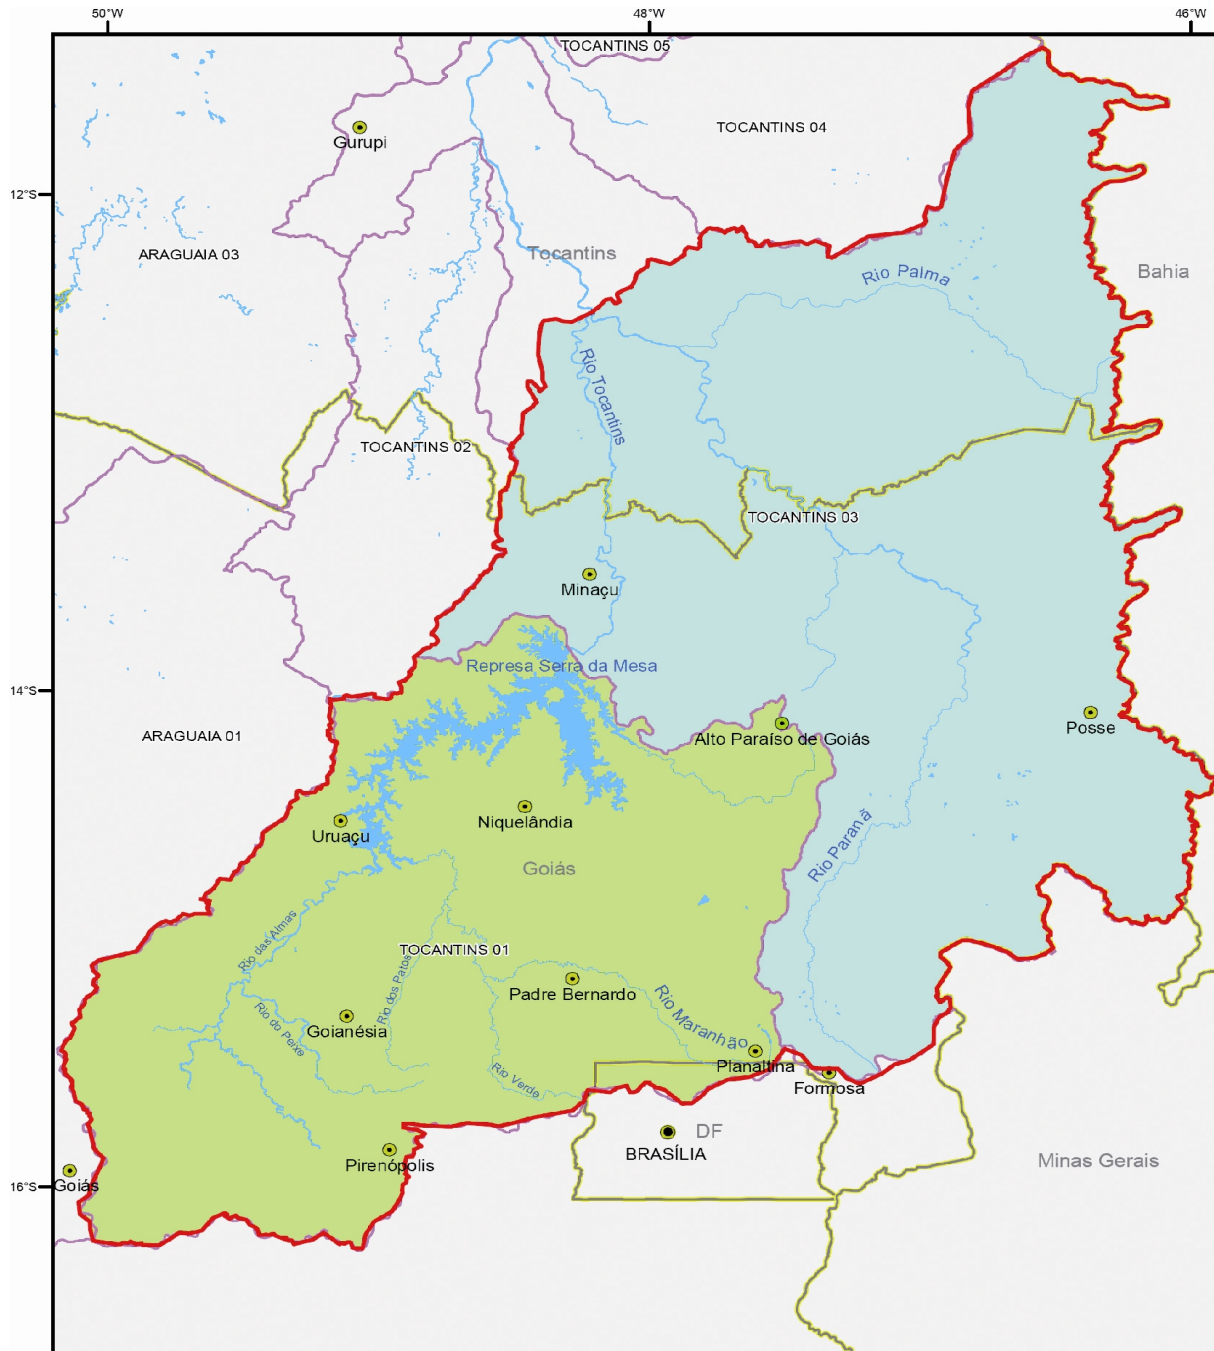 50°W
48°W
46°W
TOCANTINS 05
TOCANTINS 04
Gurupi
12°S
ARAGUAIA 03
Tocantins
Bahia
Rio Palma
Rio Tocantins
TOCANTINS 02
TOCANTINS 03
Minaçu
Represa Serra da Mesa
14°S
ARAGUAIA 01
Alto Paraíso de Goiás
Posse
Niquelândia
Uruaçu
Goiás
Rio Paranã
Rio das Almas
TOCANTINS 01
Rio dos Patos
Padre Bernardo
Rio do Peixe
Goianésia
Rio Maranhão
Planaltina
Rio Verde
Formosa
DF
BRASÍLIA
Pirenópolis
Minas Gerais
Goiás
16°S